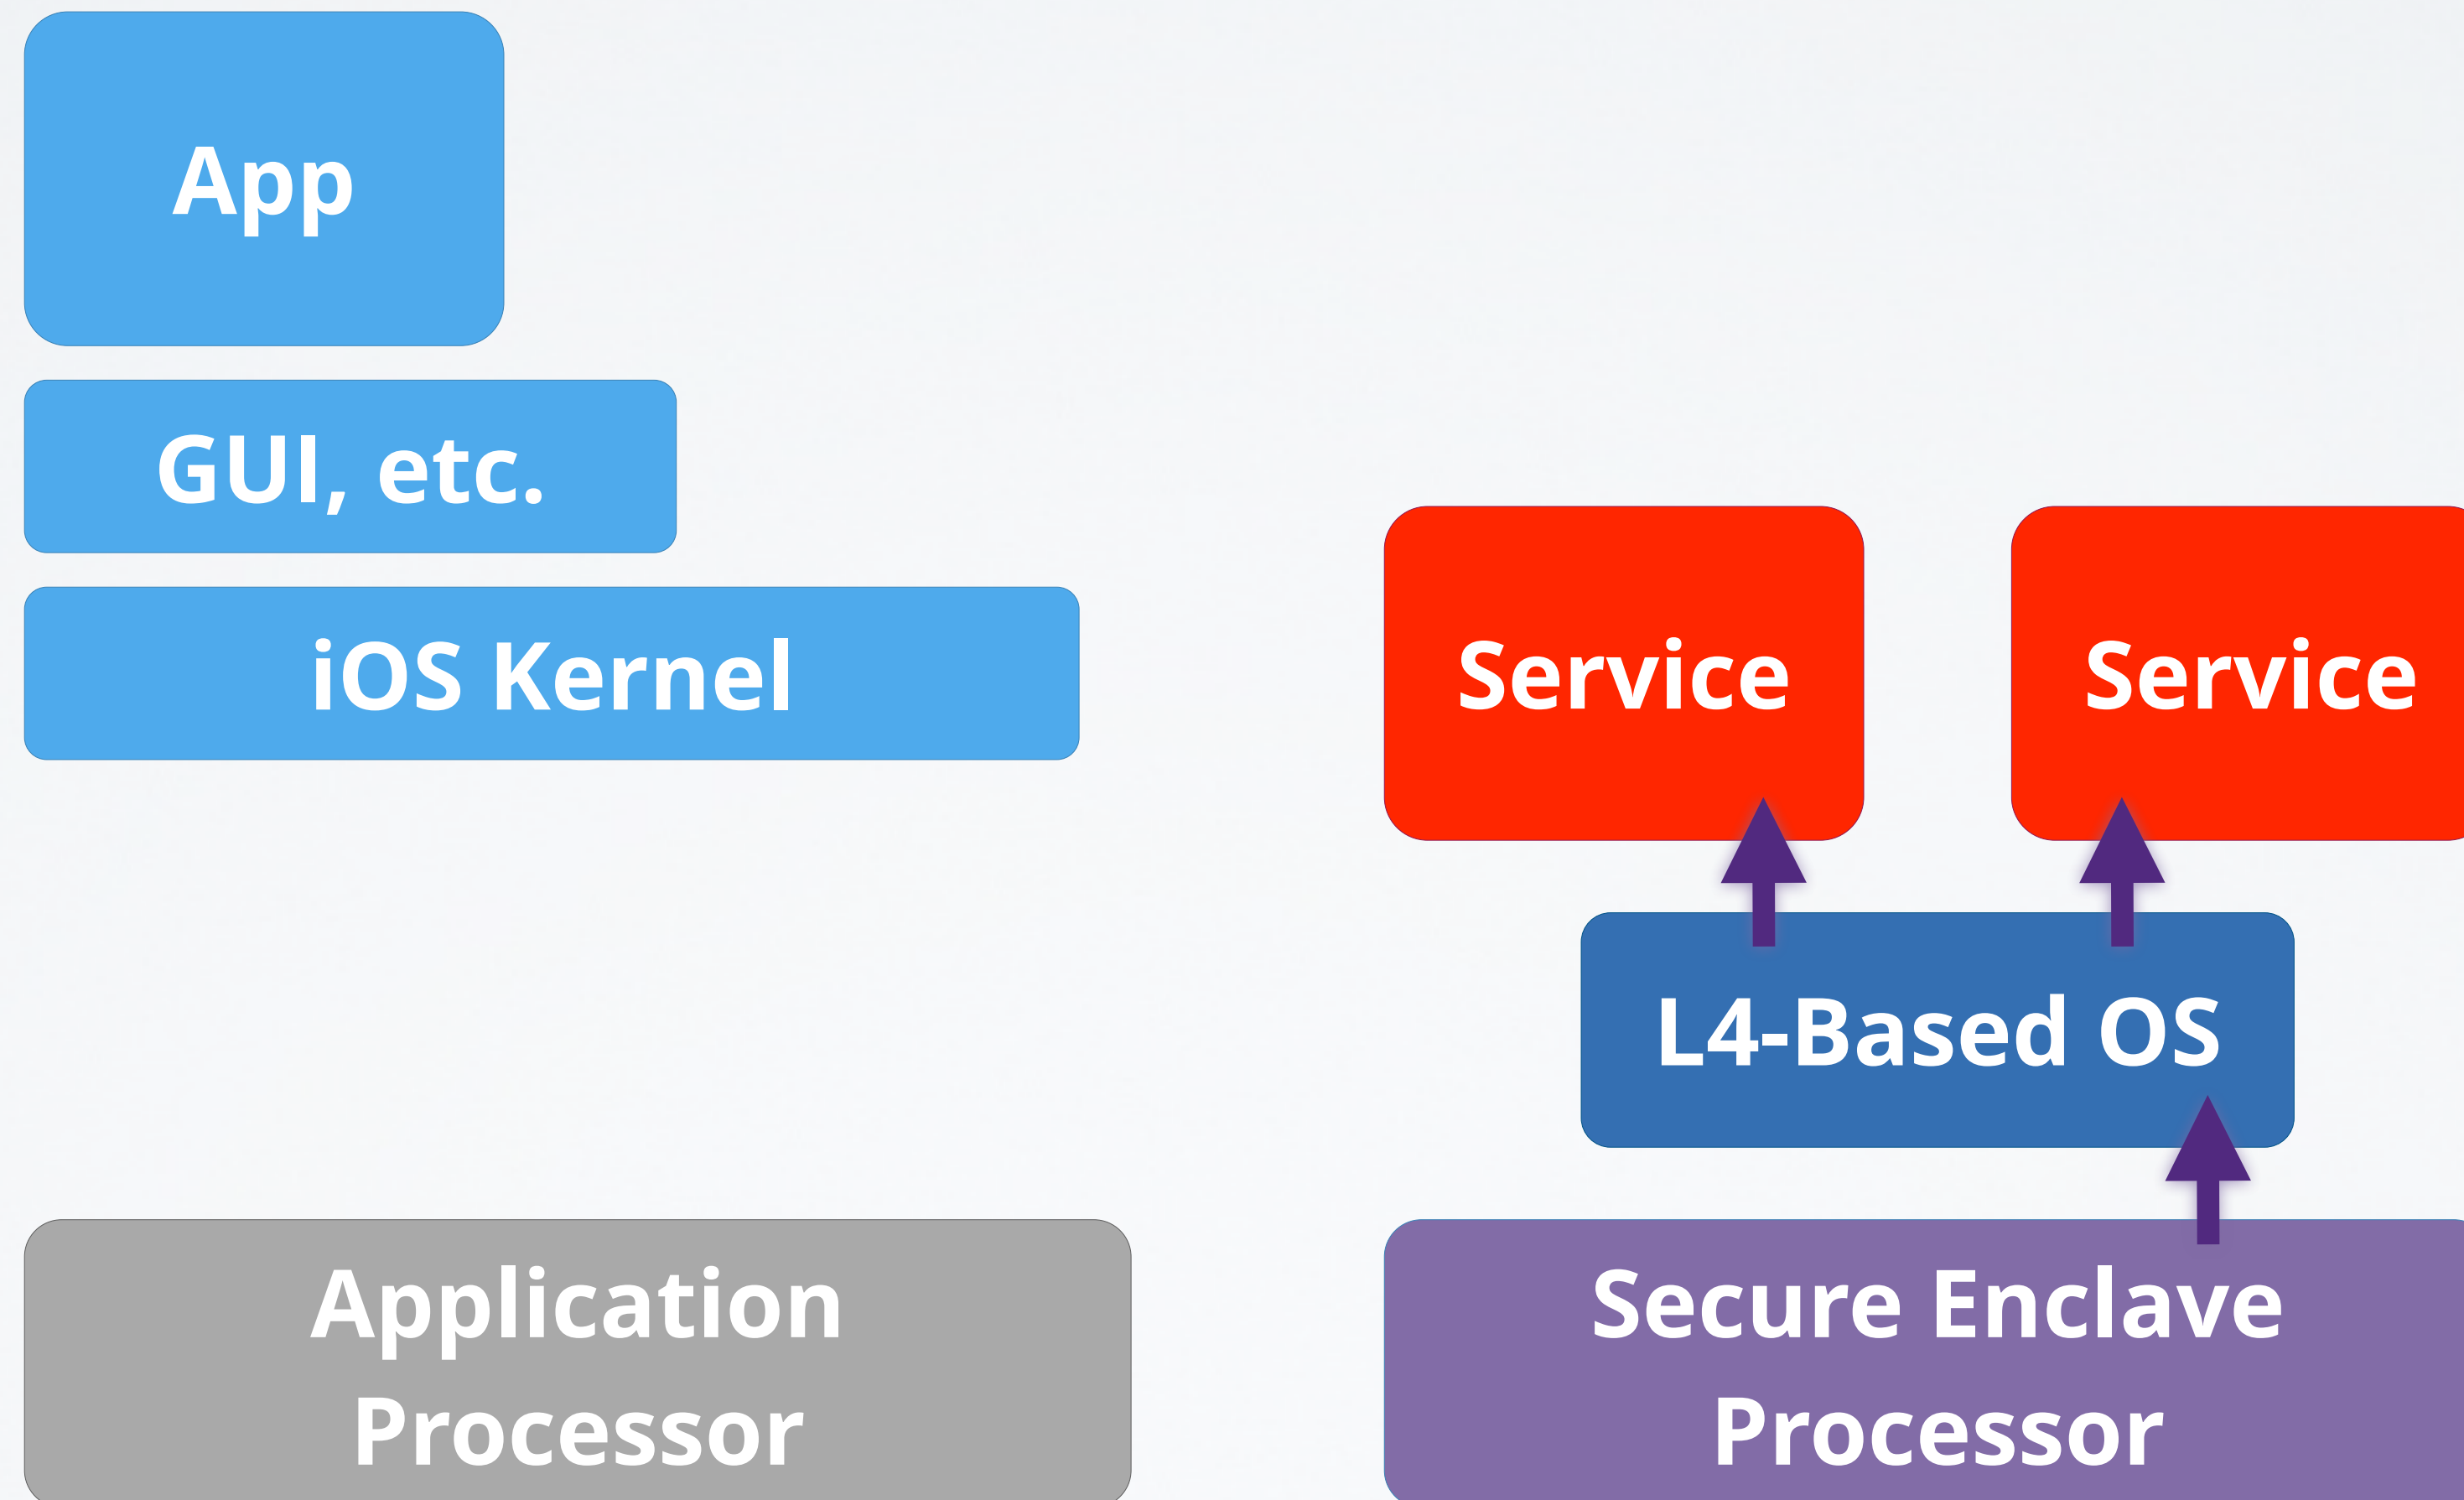 App
GUI, etc.
iOS Kernel
Service
Service
L4-Based OS
Application
Processor
Secure Enclave
Processor